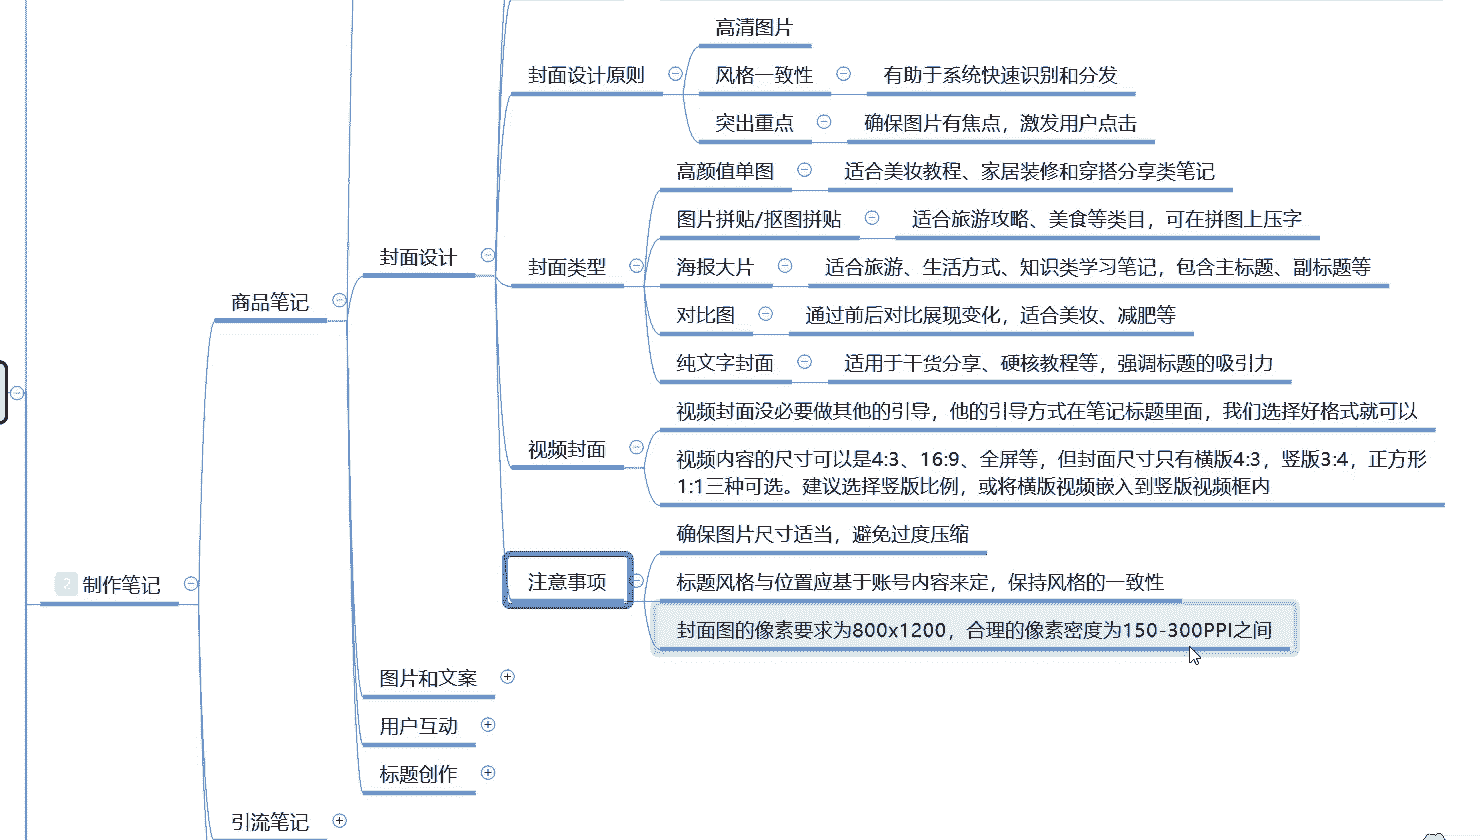 高清图片
封面设计原则
风格一致性
有助于系统快速识别和分发
突出重点
确保图片有焦点，激发用户点击
高颜值单图
适合美妆教程、家居装修和穿搭分享类笔记
图片拼贴/抠图拼贴
适合旅游攻略、美食等类目，可在拼图上压字
封面设计
封面类型
海报大片
适合旅游、生活方式、知识类学习笔记，包含主标题、副标题等
商品笔记
对比图
通过前后对比展现变化，适合美妆、减肥等
纯文字封面
适用于干货分享、硬核教程等，强调标题的吸引力
视频封面没必要做其他的引导，他的引导方式在笔记标题里面，我们选择好格式就可以
视频封面
视频内容的尺寸可以是4:3、16:9、全屏等，但封面尺寸只有横版4:3，竖版3:4，正方形
1:1三种可选。建议选择竖版比例，或将横版视频嵌入到竖版视频框内
确保图片尺寸适当，避免过度压缩
2 制作笔记
注意事项
标题风格与位置应基于账号内容来定，保持风格的一致性
封面图的像素要求为800x1200，合理的像素密度为150-300PPI之间
图片和文案
用户互动
标题创作
引流笔记